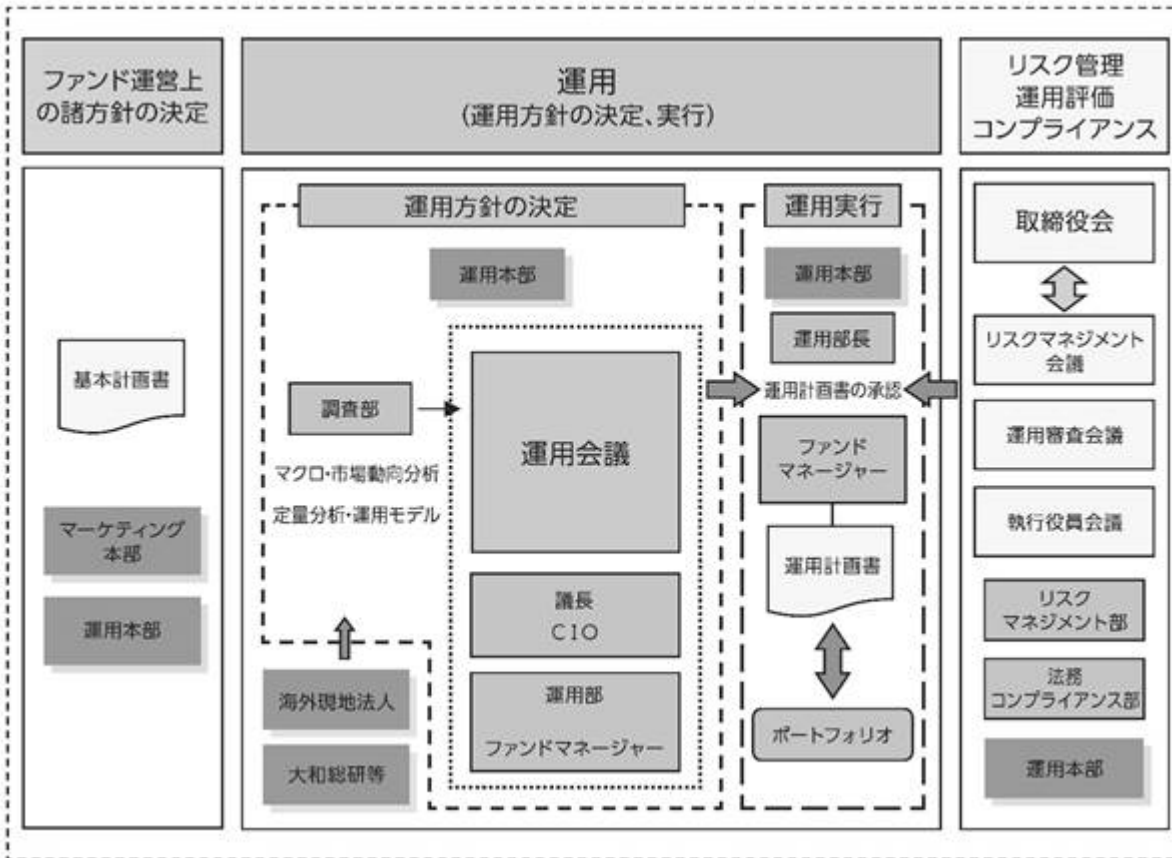 ファンド運営上
の諸方針の決定
基本計画書
マーケティング
本部
運用本部
運用
(運用方針の決定、実行)
運用方針の決定
運用本部
調査部
マクロ・市場動向分析
定量分析・運用モデル
海外現地法人
大和総研等
運用会議
議長
CIO
運用部
ファンドマネージャー
運用実行
運用本部
運用部長
運用計画書の承認
ファンド
マネージャー
運用計画書
ポートフォリオ
リスク管理
運用評価
コンプライアンス
取締役会
リスクマネジメント
会議
運用審査会議
執行役員会議
リスク
マネジメント部
法務
コンプライアンス部
運用本部